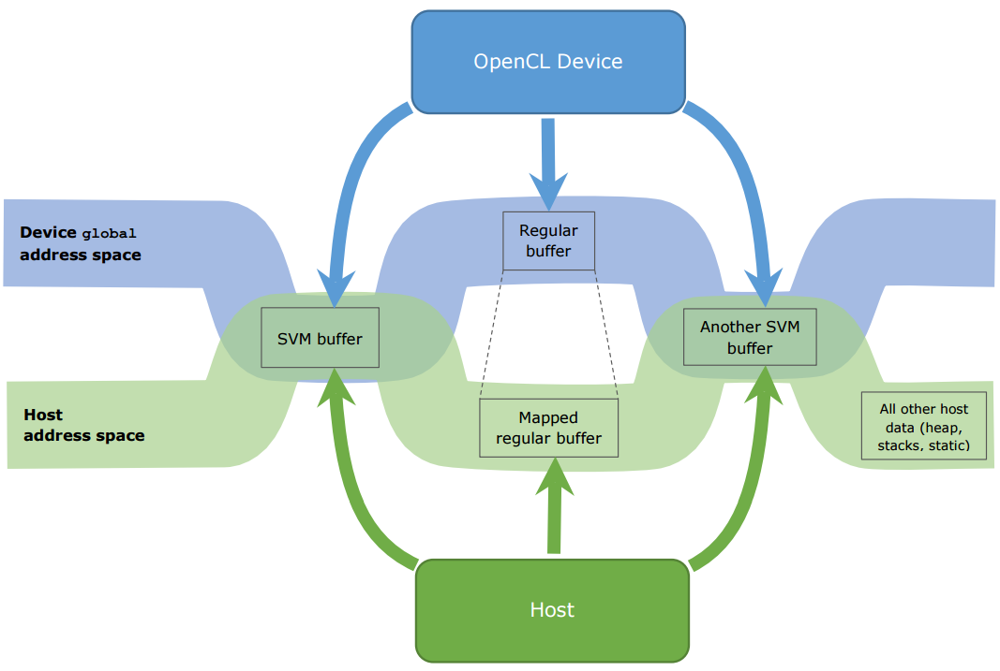 OpenCL Device
Device global
address space
Regular
buffer
SVM buffer
Another SVM
buffer
Host
address space
Mapped
regular buffer
All other host
data (heap,
stacks, static)
Host